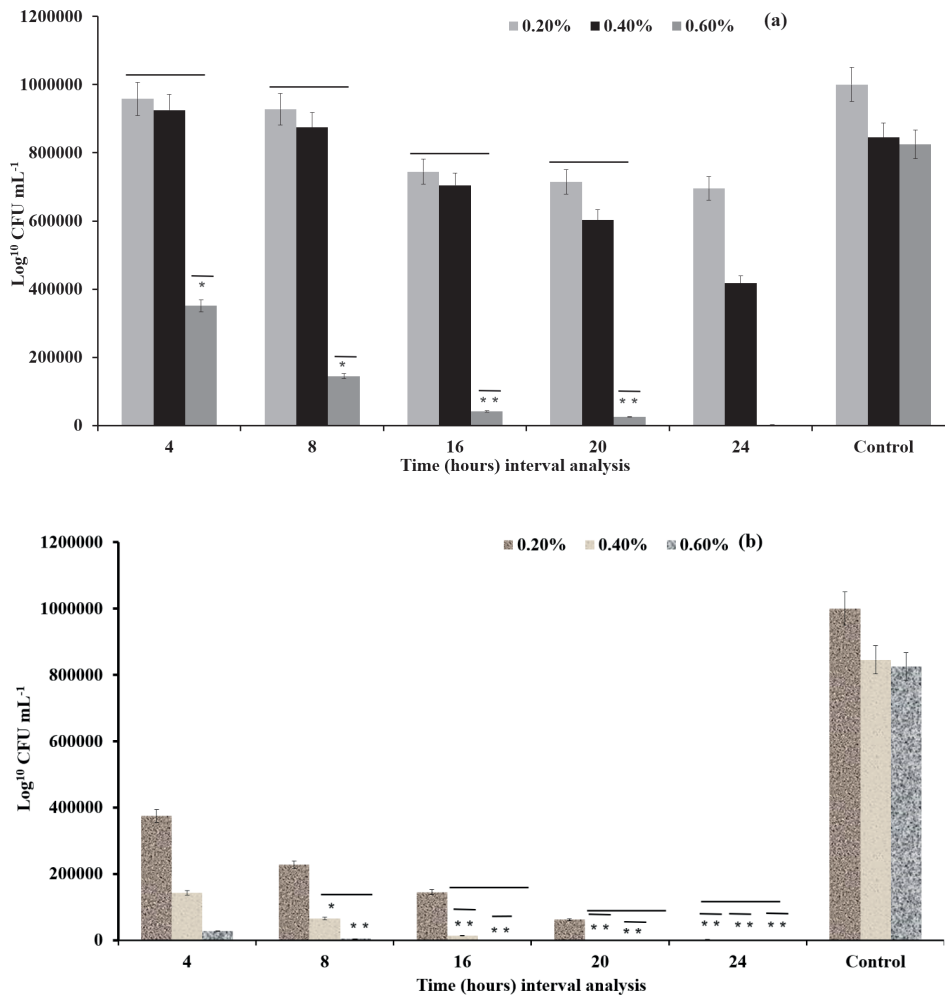 1200000
0.20% 0.40% 0.60% (a)
1000000
800000
600000
400000
200000
0
Log¹⁰ CFU mL⁻¹
*
*
* *
* *
4 8 16 20 24 Control
Time (hours) interval analysis
1200000
0.20% 0.40% 0.60% (b)
1000000
800000
600000
400000
200000
0
Log¹⁰ CFU mL⁻¹
*
* *
* * * *
* * * *
* * * * * *
4 8 16 20 24 Control
Time (hours) interval analysis